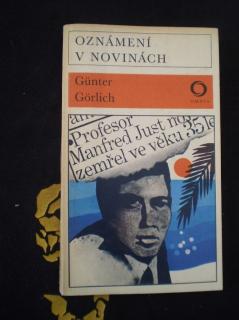 OZNÁMENÍ
V NOVINÁCH
Günter
Görlich
ODEON
Profesor
Manfred Just
zemřel ve věku 35